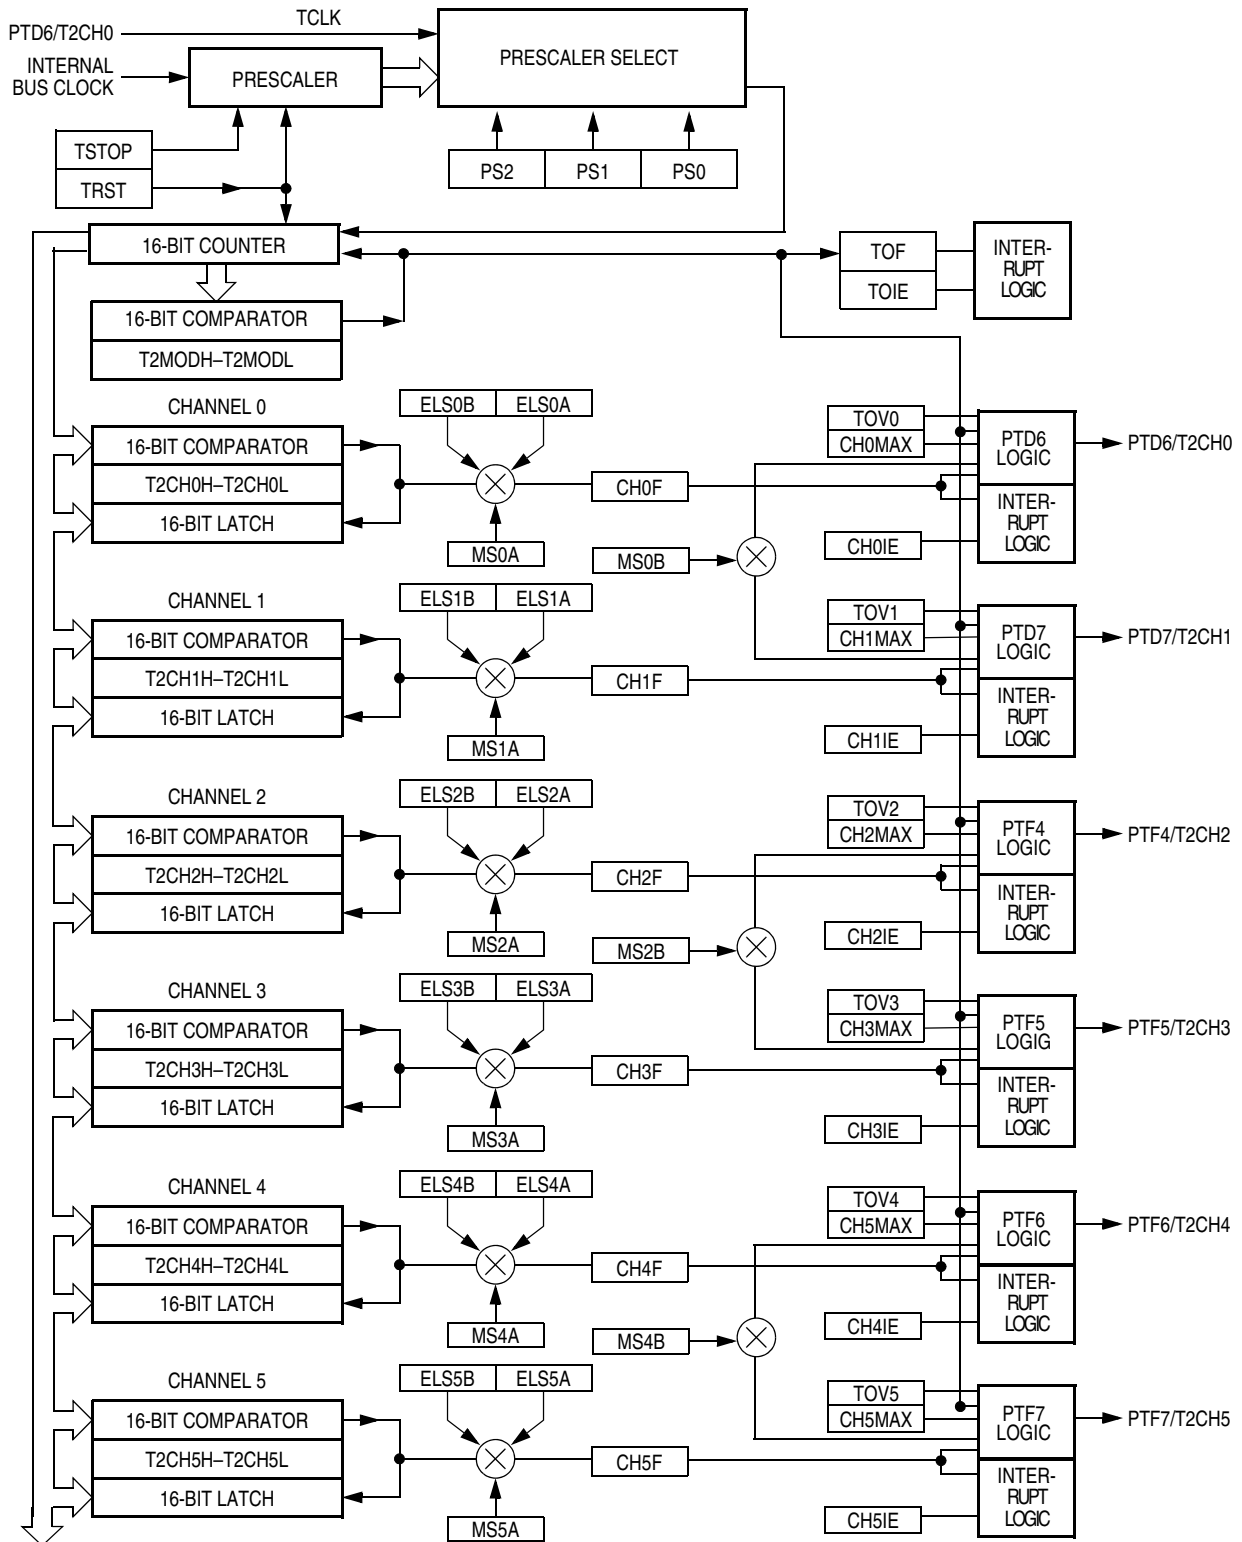 TCLK
PTD6/T2CH0
INTERNAL
BUS CLOCK
PRESCALER
PRESCALER SELECT
TSTOP
TRST
PS2
PS1
PS0
16-BIT COUNTER
TOF
TOIE
INTER-
RUPT
LOGIC
16-BIT COMPARATOR
T2MODH–T2MODL
CHANNEL 0
16-BIT COMPARATOR
T2CH0H–T2CH0L
16-BIT LATCH
ELS0B
ELS0A
MS0A
CH0F
MS0B
TOV0
CH0MAX
CH0IE
PTD6
LOGIC
INTER-
RUPT
LOGIC
PTD6/T2CH0
CHANNEL 1
16-BIT COMPARATOR
T2CH1H–T2CH1L
16-BIT LATCH
ELS1B
ELS1A
MS1A
CH1F
TOV1
CH1MAX
CH1IE
PTD7
LOGIC
INTER-
RUPT
LOGIC
PTD7/T2CH1
CHANNEL 2
16-BIT COMPARATOR
T2CH2H–T2CH2L
16-BIT LATCH
ELS2B
ELS2A
MS2A
CH2F
MS2B
TOV2
CH2MAX
CH2IE
PTF4
LOGIC
INTER-
RUPT
LOGIC
PTF4/T2CH2
CHANNEL 3
16-BIT COMPARATOR
T2CH3H–T2CH3L
16-BIT LATCH
ELS3B
ELS3A
MS3A
CH3F
TOV3
CH3MAX
CH3IE
PTF5
LOGIG
INTER-
RUPT
LOGIC
PTF5/T2CH3
CHANNEL 4
16-BIT COMPARATOR
T2CH4H–T2CH4L
16-BIT LATCH
ELS4B
ELS4A
MS4A
CH4F
MS4B
TOV4
CH5MAX
CH4IE
PTF6
LOGIC
INTER-
RUPT
LOGIC
PTF6/T2CH4
CHANNEL 5
16-BIT COMPARATOR
T2CH5H–T2CH5L
16-BIT LATCH
ELS5B
ELS5A
MS5A
CH5F
TOV5
CH5MAX
CH5IE
PTF7
LOGIC
INTER-
RUPT
LOGIC
PTF7/T2CH5